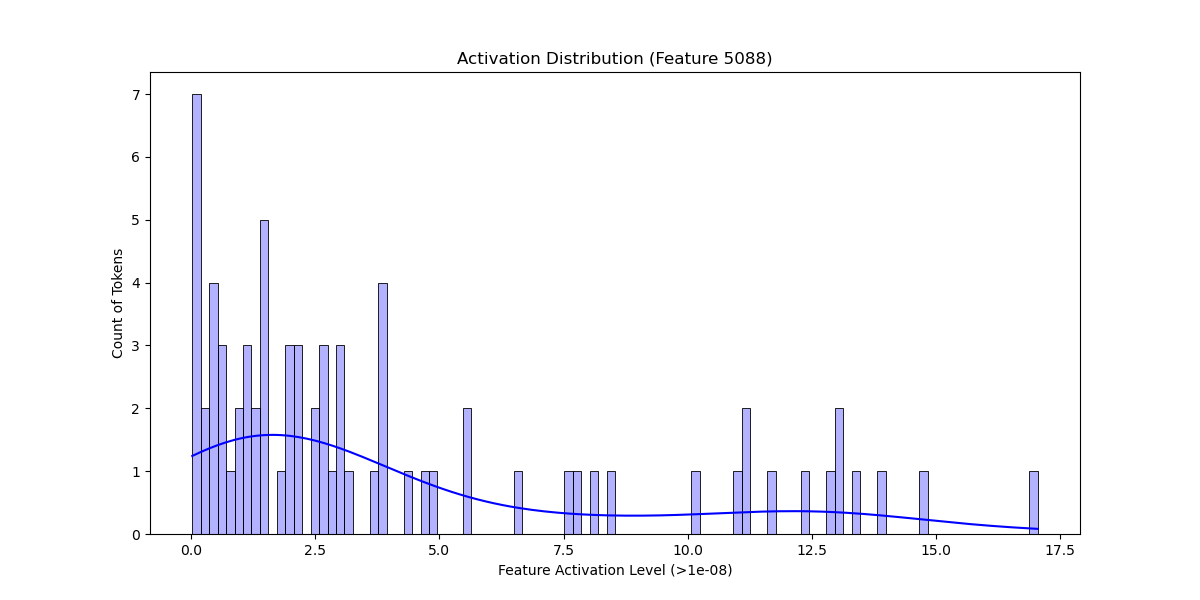 Activation Distribution (Feature 5088)
Count of Tokens
7
6
5
4
3
2
1
0
0.0 2.5 5.0 7.5 10.0 12.5 15.0 17.5
Feature Activation Level (>1e-08)